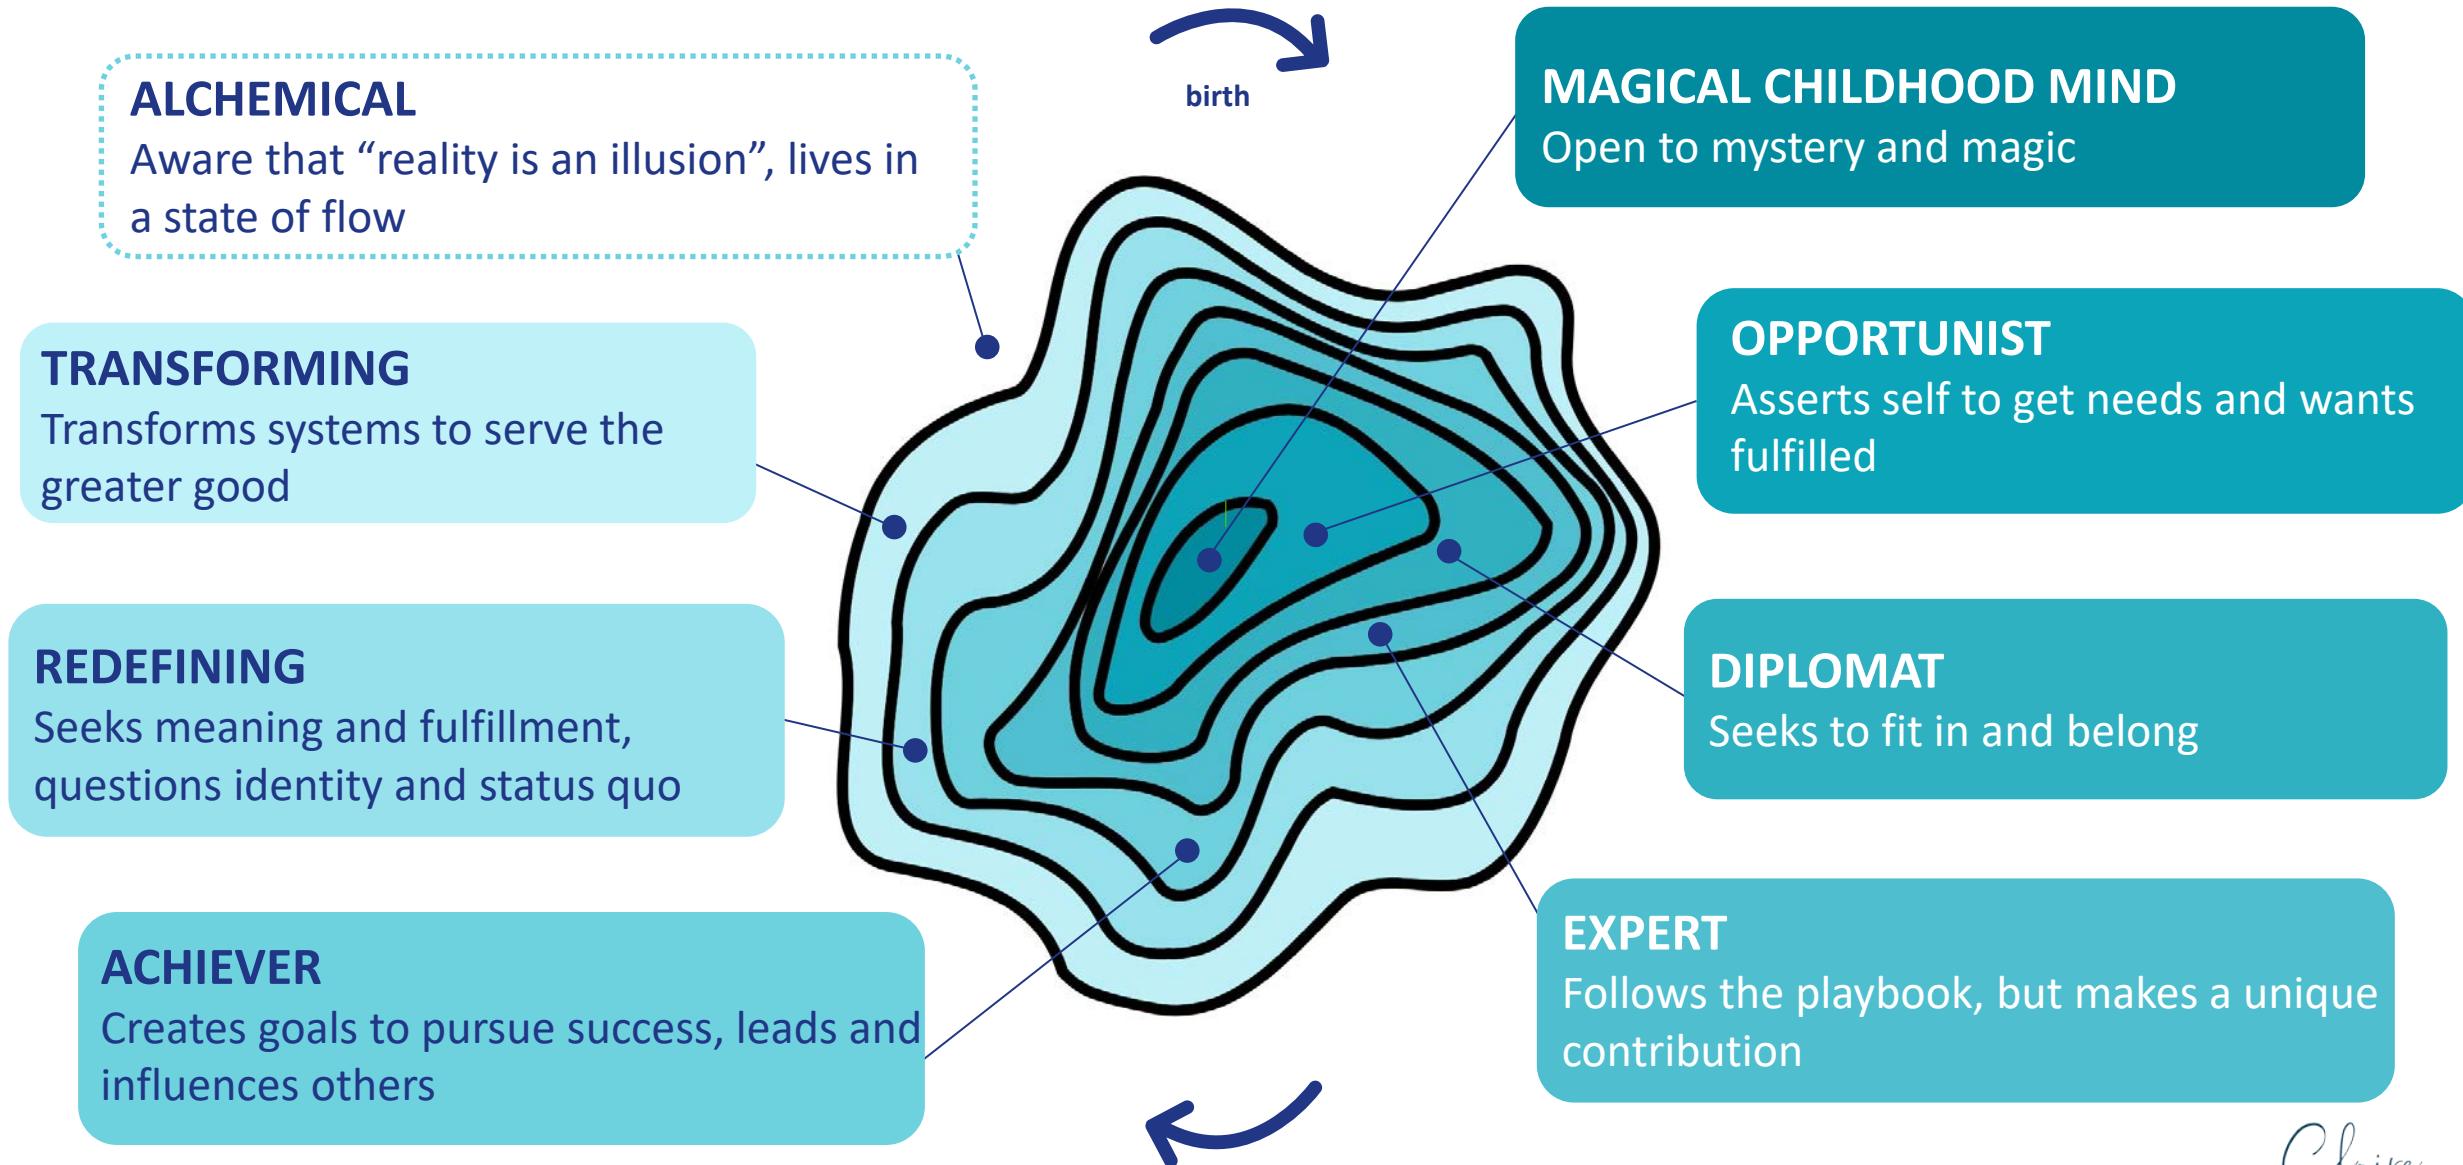 birth
MAGICAL CHILDHOOD MIND
Open to mystery and magic
OPPORTUNIST
Asserts self to get needs and wants
fulfilled
DIPLOMAT
Seeks to fit in and belong
EXPERT
Follows the playbook, but makes a unique
contribution
ACHIEVER
Creates goals to pursue success, leads and
influences others
REDEFINING
Seeks meaning and fulfillment,
questions identity and status quo
TRANSFORMING
Transforms systems to serve the
greater good
ALCHEMICAL
Aware that “reality is an illusion”, lives in
a state of flow